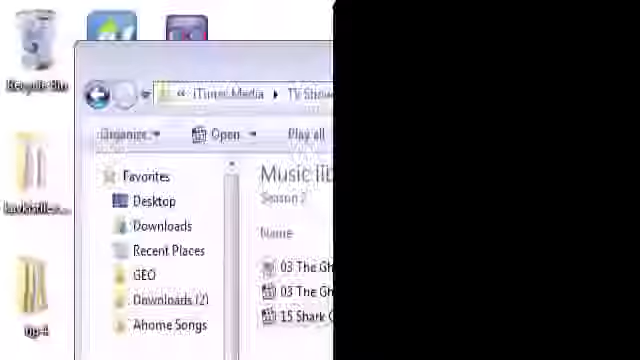 Recycle Bin
« iTunes Media ▸ TV Show
Organize
Open
Play all
Music lib
Season 2
Favorites
Desktop
Downloads
Recent Places
GEO
Downloads (2)
Ahome Songs
Name
03 The Gh
03 The Gh
15 Shark